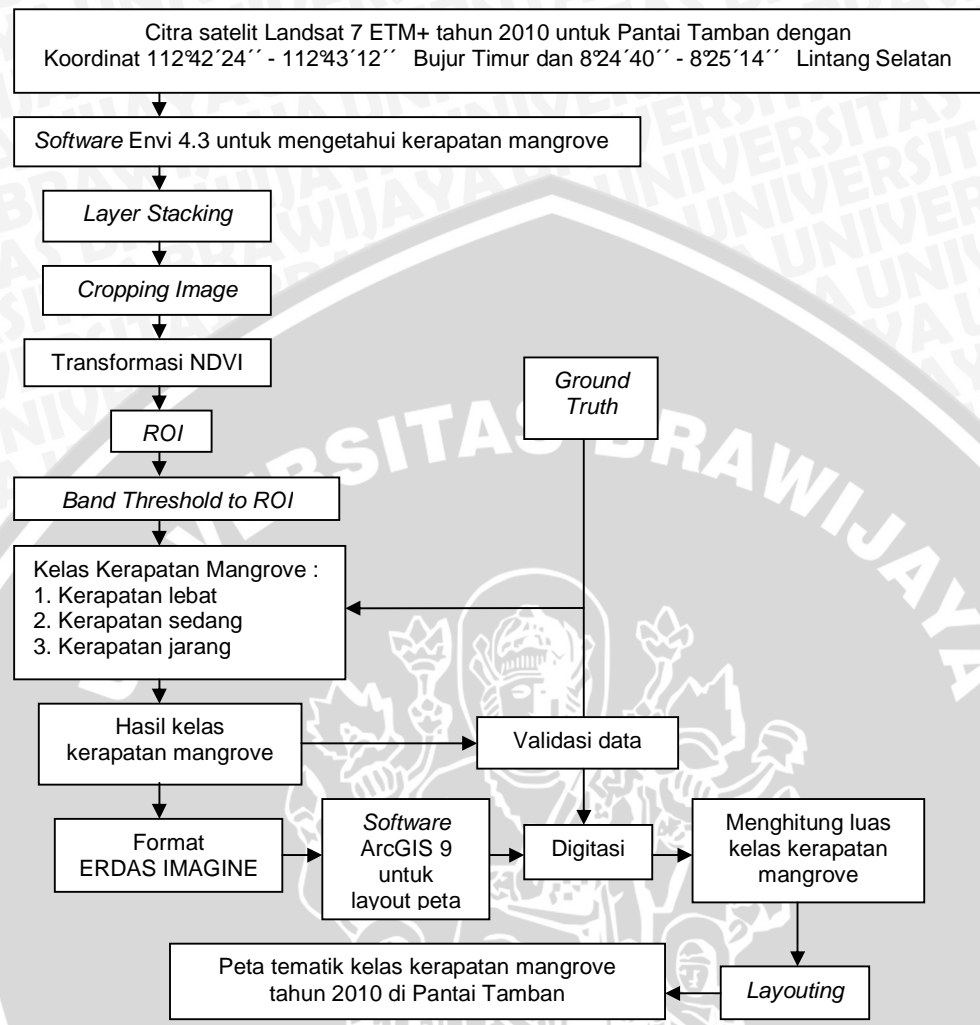 Citra satelit Landsat 7 ETM+ tahun 2010 untuk Pantai Tamban dengan
Koordinat 112°42´24´´ - 112°43´12´´ Bujur Timur dan 8°24´40´´ - 8°25´14´´ Lintang Selatan
Software Envi 4.3 untuk mengetahui kerapatan mangrove
Layer Stacking
Cropping Image
Transformasi NDVI
Ground
Truth
ROI
Band Threshold to ROI
Kelas Kerapatan Mangrove :
1. Kerapatan lebat
2. Kerapatan sedang
3. Kerapatan jarang
Hasil kelas
kerapatan mangrove
Validasi data
Format
ERDAS IMAGINE
Software
ArcGIS 9
untuk
layout peta
Digitasi
Menghitung luas
kelas kerapatan
mangrove
Peta tematik kelas kerapatan mangrove
tahun 2010 di Pantai Tamban
Layouting
UNIVERSITAS BRAWIJAYA